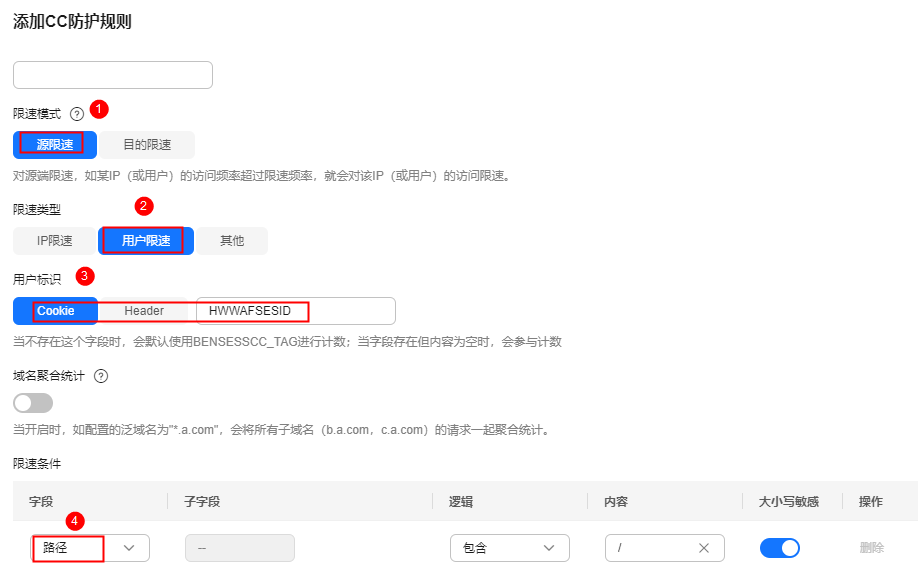 添加CC防护规则
限速模式 ? 1
源限速 目的限速
对源端限速，如某IP（或用户）的访问频率超过限速频率，就会对该IP（或用户）的访问限速。
限速类型 2
IP限速 用户限速 其他
用户标识 3
Cookie Header HWWAFSESID
当不存在这个字段时，会默认使用BENSESSCC_TAG进行计数；当字段存在但内容为空时，会参与计数
域名聚合统计 ?
当开启时，如配置的泛域名为"*.a.com"，会将所有子域名（b.a.com，c.a.com）的请求一起聚合统计。
限速条件
字段 子字段 逻辑 内容 大小写敏感 操作
4
路径 -- 包含 / 删除